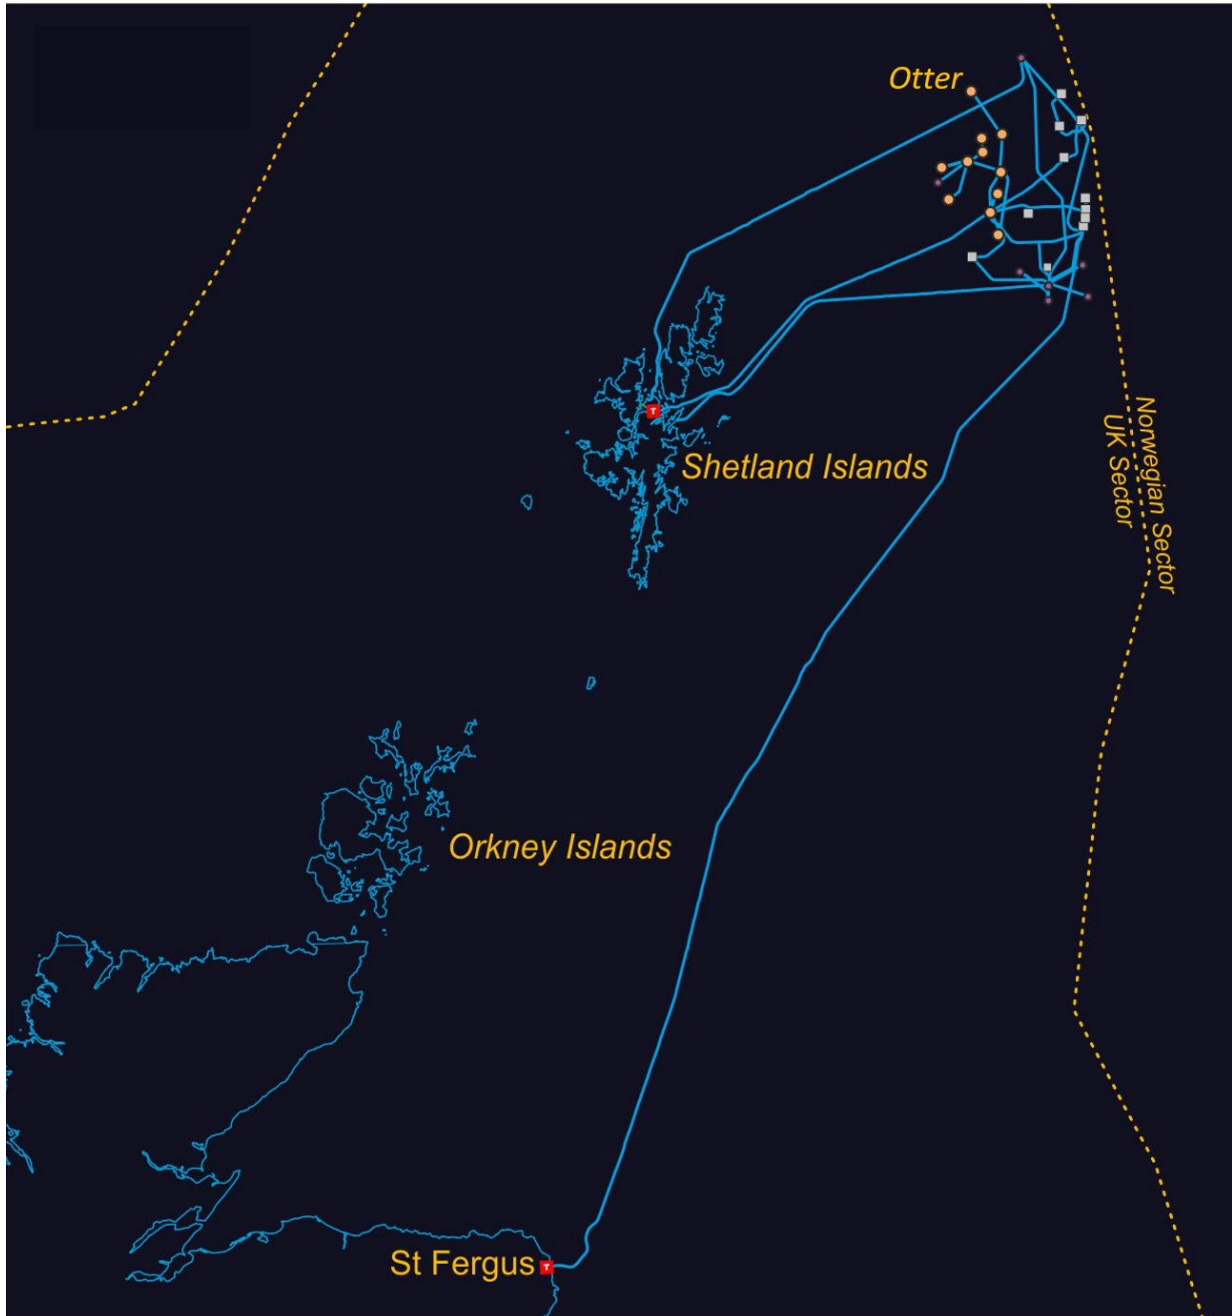 Otter
Shetland Islands
Norwegian Sector
UK Sector
Orkney Islands
St Fergus
T
T